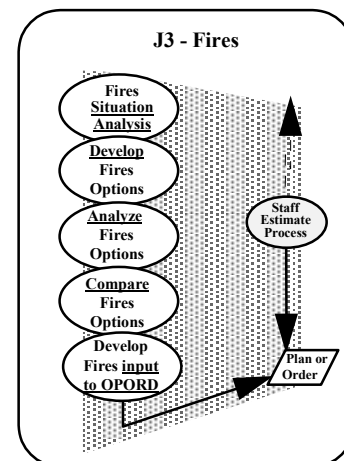 J3 - Fires
Fires
Situation
Analysis
Develop
Fires
Options
Analyze
Fires
Options
Compare
Fires
Options
Develop
Fires input
to OPORD
Staff
Estimate
Process
Plan or
Order